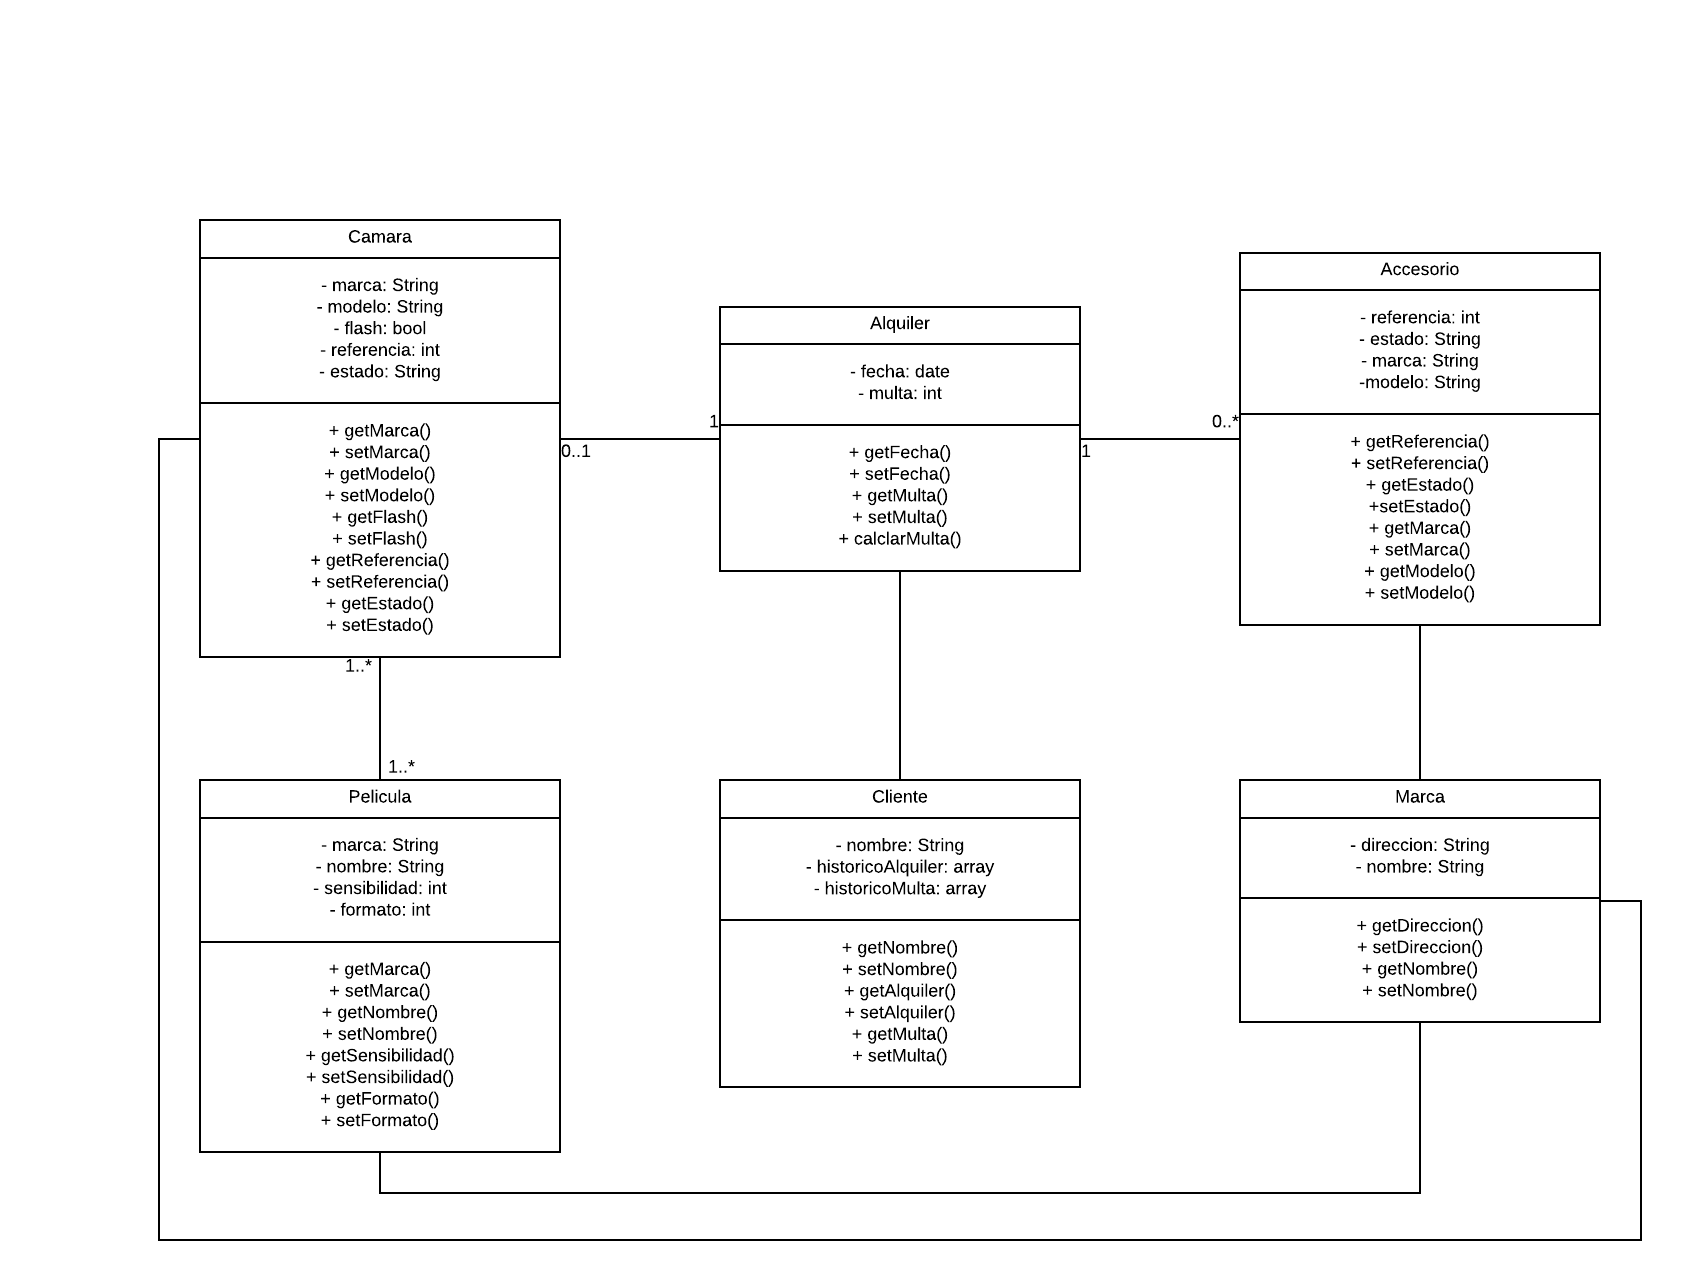 Camara
- marca: String
- modelo: String
- flash: bool
- referencia: int
- estado: String
+ getMarca()
+ setMarca()
+ getModelo()
+ setModelo()
+ getFlash()
+ setFlash()
+ getReferencia()
+ setReferencia()
+ getEstado()
+ setEstado()
0..1
1
Alquiler
- fecha: date
- multa: int
+ getFecha()
+ setFecha()
+ getMulta()
+ setMulta()
+ calclarMulta()
1
0..*
Accesorio
- referencia: int
- estado: String
- marca: String
-modelo: String
+ getReferencia()
+ setReferencia()
+ getEstado()
+setEstado()
+ getMarca()
+ setMarca()
+ getModelo()
+ setModelo()
1..*
1..*
Pelicula
- marca: String
- nombre: String
- sensibilidad: int
- formato: int
+ getMarca()
+ setMarca()
+ getNombre()
+ setNombre()
+ getSensibilidad()
+ setSensibilidad()
+ getFormato()
+ setFormato()
Cliente
- nombre: String
- historicoAlquiler: array
- historicoMulta: array
+ getNombre()
+ setNombre()
+ getAlquiler()
+ setAlquiler()
+ getMulta()
+ setMulta()
Marca
- direccion: String
- nombre: String
+ getDireccion()
+ setDireccion()
+ getNombre()
+ setNombre()